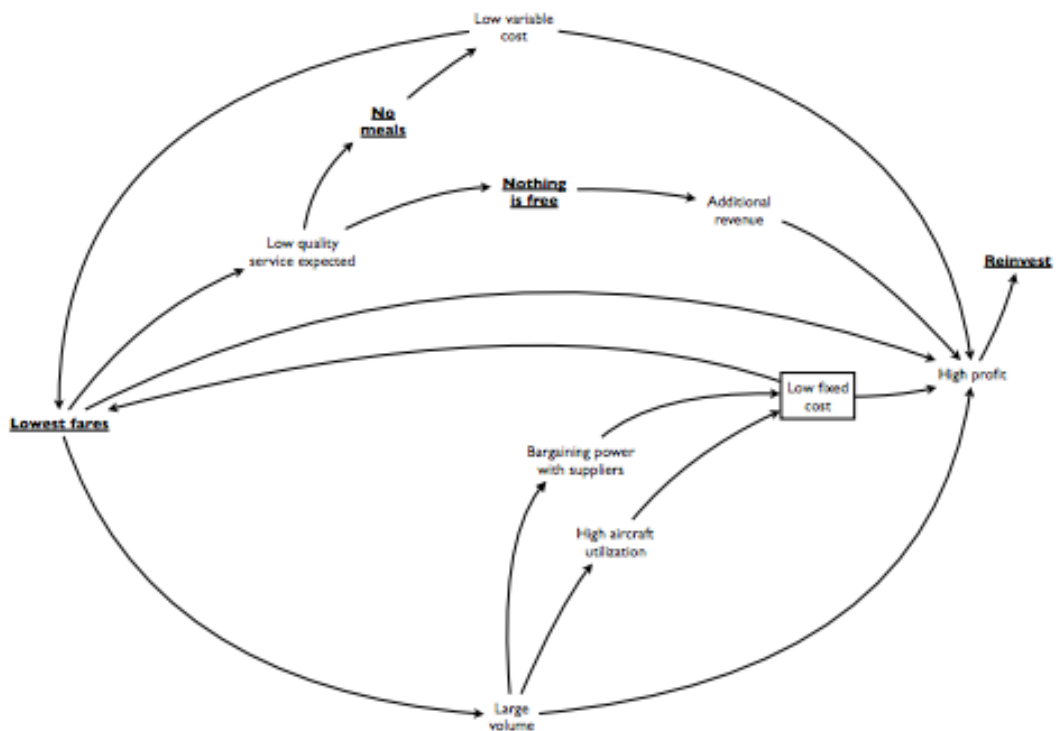 Low variable
cost
No
meals
Nothing
is free
Additional
revenue
Low quality
service expected
Reinvest
High profit
Low fixed
cost
Lowest fares
Bargaining power
with suppliers
High aircraft
utilization
Large
volume